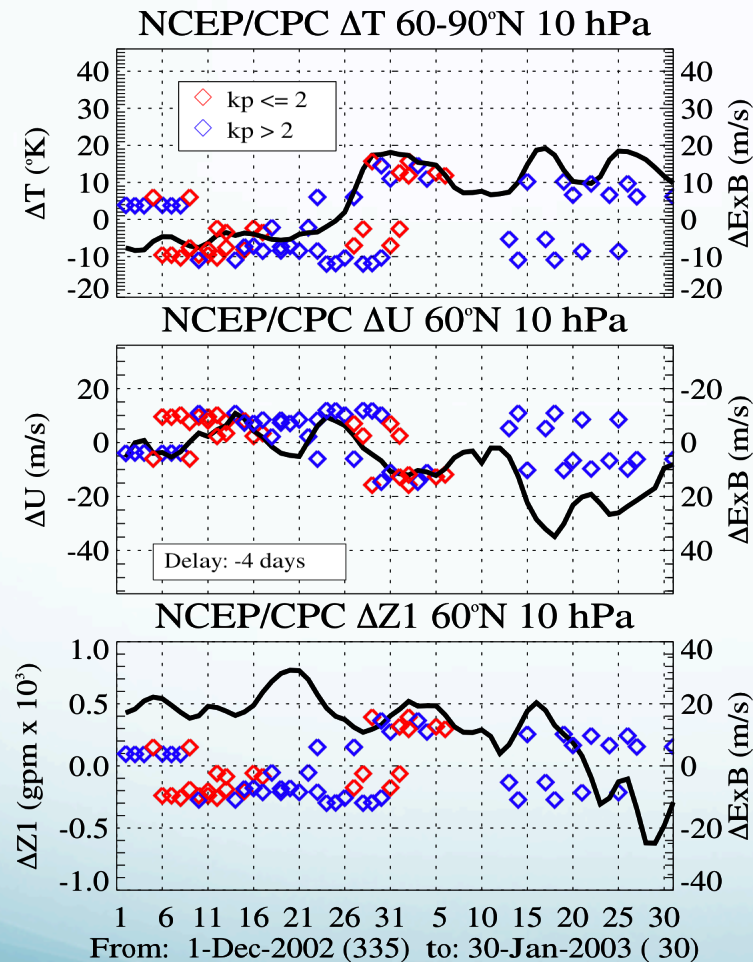 NCEP/CPC ΔT 60-90°N 10 hPa
40
30
20
10
0
-10
-20
ΔT (°K)
kp <= 2
kp > 2
40
30
20
10
0
-10
-20
ΔExB (m/s)
NCEP/CPC ΔU 60°N 10 hPa
20
0
-20
-40
ΔU (m/s)
Delay: -4 days
-20
0
20
40
ΔExB (m/s)
NCEP/CPC ΔZ1 60°N 10 hPa
1.0
0.5
0.0
-0.5
-1.0
ΔZ1 (gpm x 10³)
40
20
0
-20
-40
ΔExB (m/s)
1 6 11 16 21 26 31 5 10 15 20 25 30
From: 1-Dec-2002 (335) to: 30-Jan-2003 ( 30)